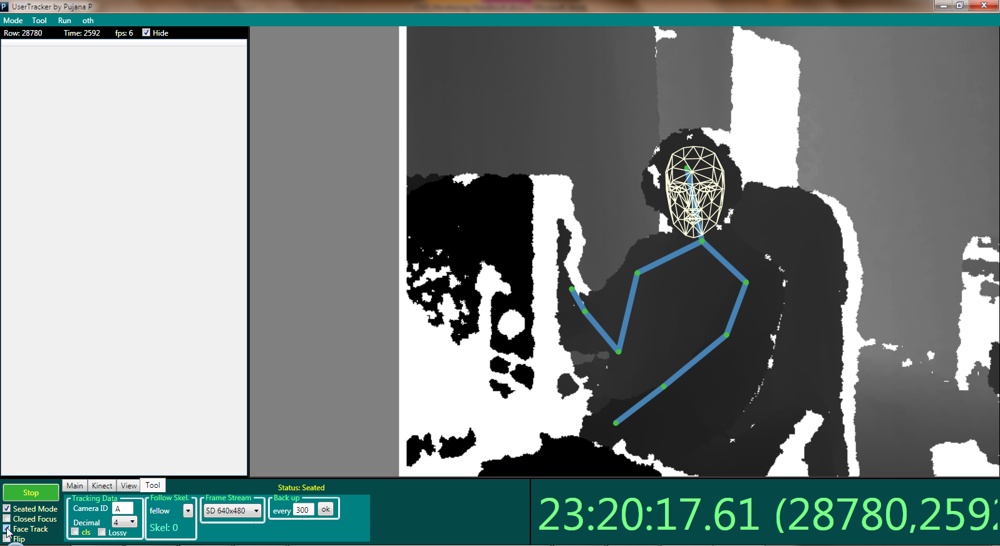 P UserTracker by Pujana P
Mode Tool Run oth
Row: 28780 Time: 2592 fps: 6 Hide
Stop
Main Kinect View Tool
Status: Seated
Seated Mode
Closed Focus
Face Track
Flip
Tracking Data
Camera ID A
Decimal 4
cls Lossy
Follow Skel.
fellow
Skel: 0
Frame Stream
SD 640x480
Back up
every 300 ok
23:20:17.61 (28780,2592